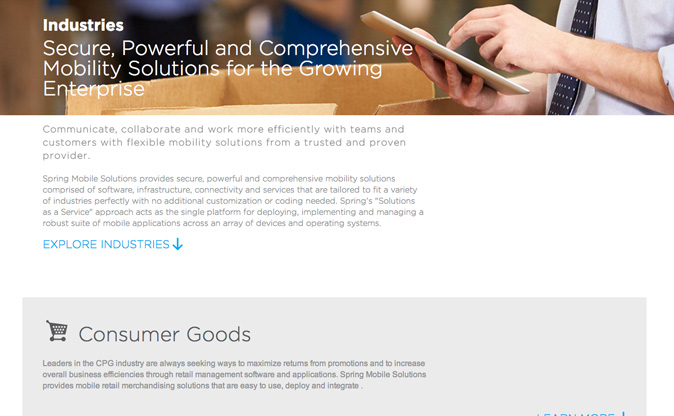 Industries
Secure, Powerful and Comprehensive
Mobility Solutions for the Growing
Enterprise
Communicate, collaborate and work more efficiently with teams and
customers with flexible mobility solutions from a trusted and proven
provider.
Spring Mobile Solutions provides secure, powerful and comprehensive mobility solutions
comprised of software, infrastructure, connectivity and services that are tailored to fit a variety
of industries perfectly with no additional customization or coding needed. Spring's "Solutions
as a Service" approach acts as the single platform for deploying, implementing and managing a
robust suite of mobile applications across an array of devices and operating systems.
EXPLORE INDUSTRIES
Consumer Goods
Leaders in the CPG industry are always seeking ways to maximize returns from promotions and to increase
overall business efficiencies through retail management software and applications. Spring Mobile Solutions
provides mobile retail merchandising solutions that are easy to use, deploy and integrate .
LEARN MORE